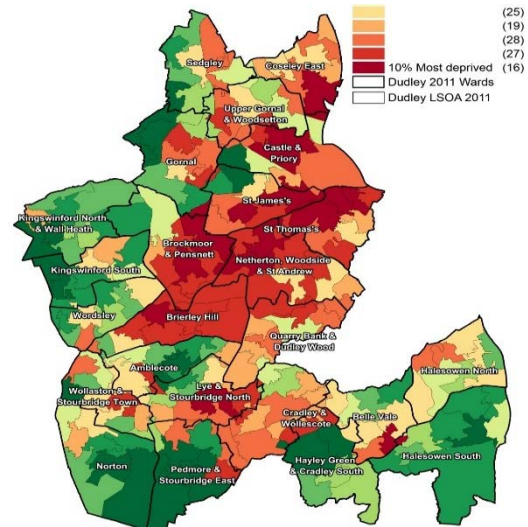 (25)
(19)
(28)
(27)
10% Most deprived (16)
Dudley 2011 Wards
Dudley LSOA 2011
Sedgley
Coseley East
Upper Gornal
& Woodsetton
Castle &
Priory
Gornal
St James's
Kingswinford North
& Wall Heath
St Thomas's
Brockmoor
& Pensnett
Netherton, Woodside
& St Andrew
Kingswinford South
Wordsley
Brierley Hill
Quarry Bank &
Dudley Wood
Amblecote
Halesowen North
Wollaston &
Stourbridge Town
Lye &
Stourbridge North
Cradley &
Wollescote
Belle Vale
Halesowen South
Norton
Pedmore &
Stourbridge East
Hayley Green
& Cradley South